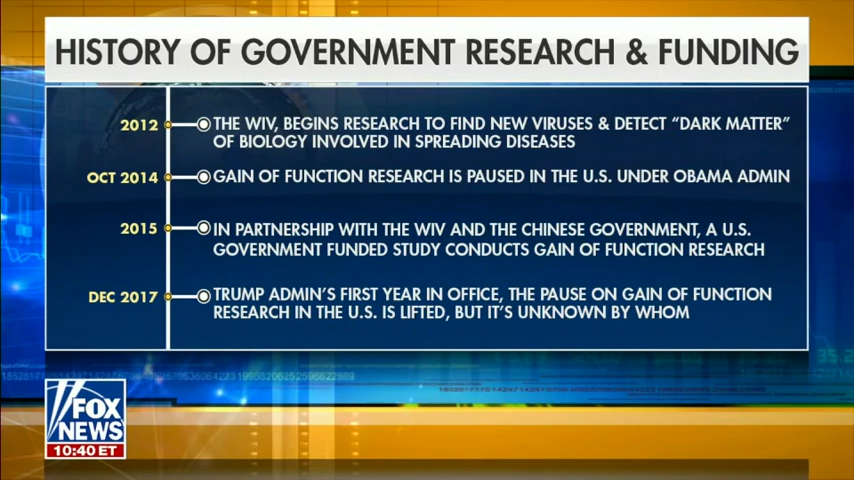 HISTORY OF GOVERNMENT RESEARCH & FUNDING
2012
THE WIV, BEGINS RESEARCH TO FIND NEW VIRUSES & DETECT “DARK MATTER”
OF BIOLOGY INVOLVED IN SPREADING DISEASES
OCT 2014
GAIN OF FUNCTION RESEARCH IS PAUSED IN THE U.S. UNDER OBAMA ADMIN
2015
IN PARTNERSHIP WITH THE WIV AND THE CHINESE GOVERNMENT, A U.S.
GOVERNMENT FUNDED STUDY CONDUCTS GAIN OF FUNCTION RESEARCH
DEC 2017
TRUMP ADMIN’S FIRST YEAR IN OFFICE, THE PAUSE ON GAIN OF FUNCTION
RESEARCH IN THE U.S. IS LIFTED, BUT IT’S UNKNOWN BY WHOM
FOX
NEWS
10:40 ET